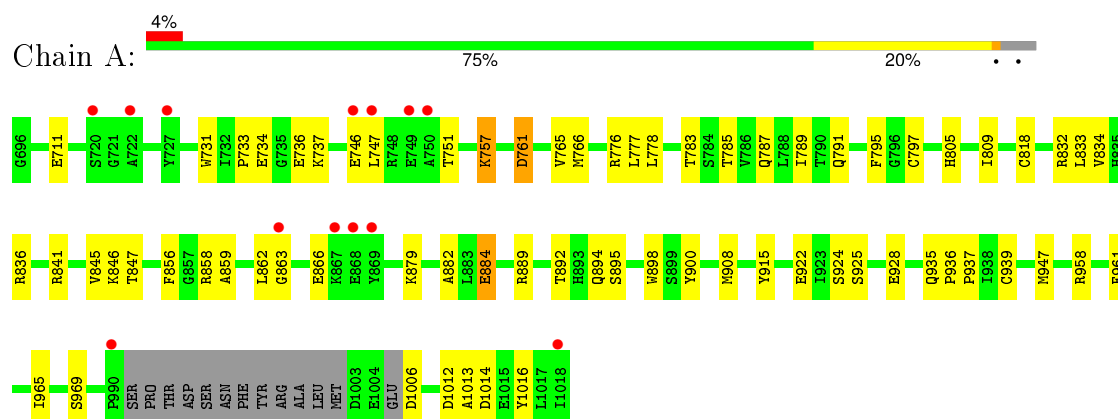 4%
Chain A:
75% 20% • •
G696 E711 S720 G721 A722 Y727 W731 I732 P733 E734 G735 E736 K737 E746 L747 R748 E749 A750 T751 K757 D761 V765 M766 R776 L777 L778 T783 S784 G785 V786 Q787 L788 I789 T790 Q791 F795 G796 C797 H805 I809 C818 R832 L833 V834 H835
R836 R841 V845 K846 T847 F856 G857 R858 A859 L862 G863 E866 K867 E868 Y869 K879 A882 L883 E884 R889 T892 H893 Q894 S895 W898 S899 Y900 M908 Y915 E922 I923 S924 S925 E928 Q935 P936 P937 I938 C939 M947 R958 E961
I965 S969 P990 SER PRO THR ASP SER ASN PHE TYR ARG ALA LEU MET D1003 E1004 GLU D1006 D1012 A1013 D1014 E1015 Y1016 L1017 I1018